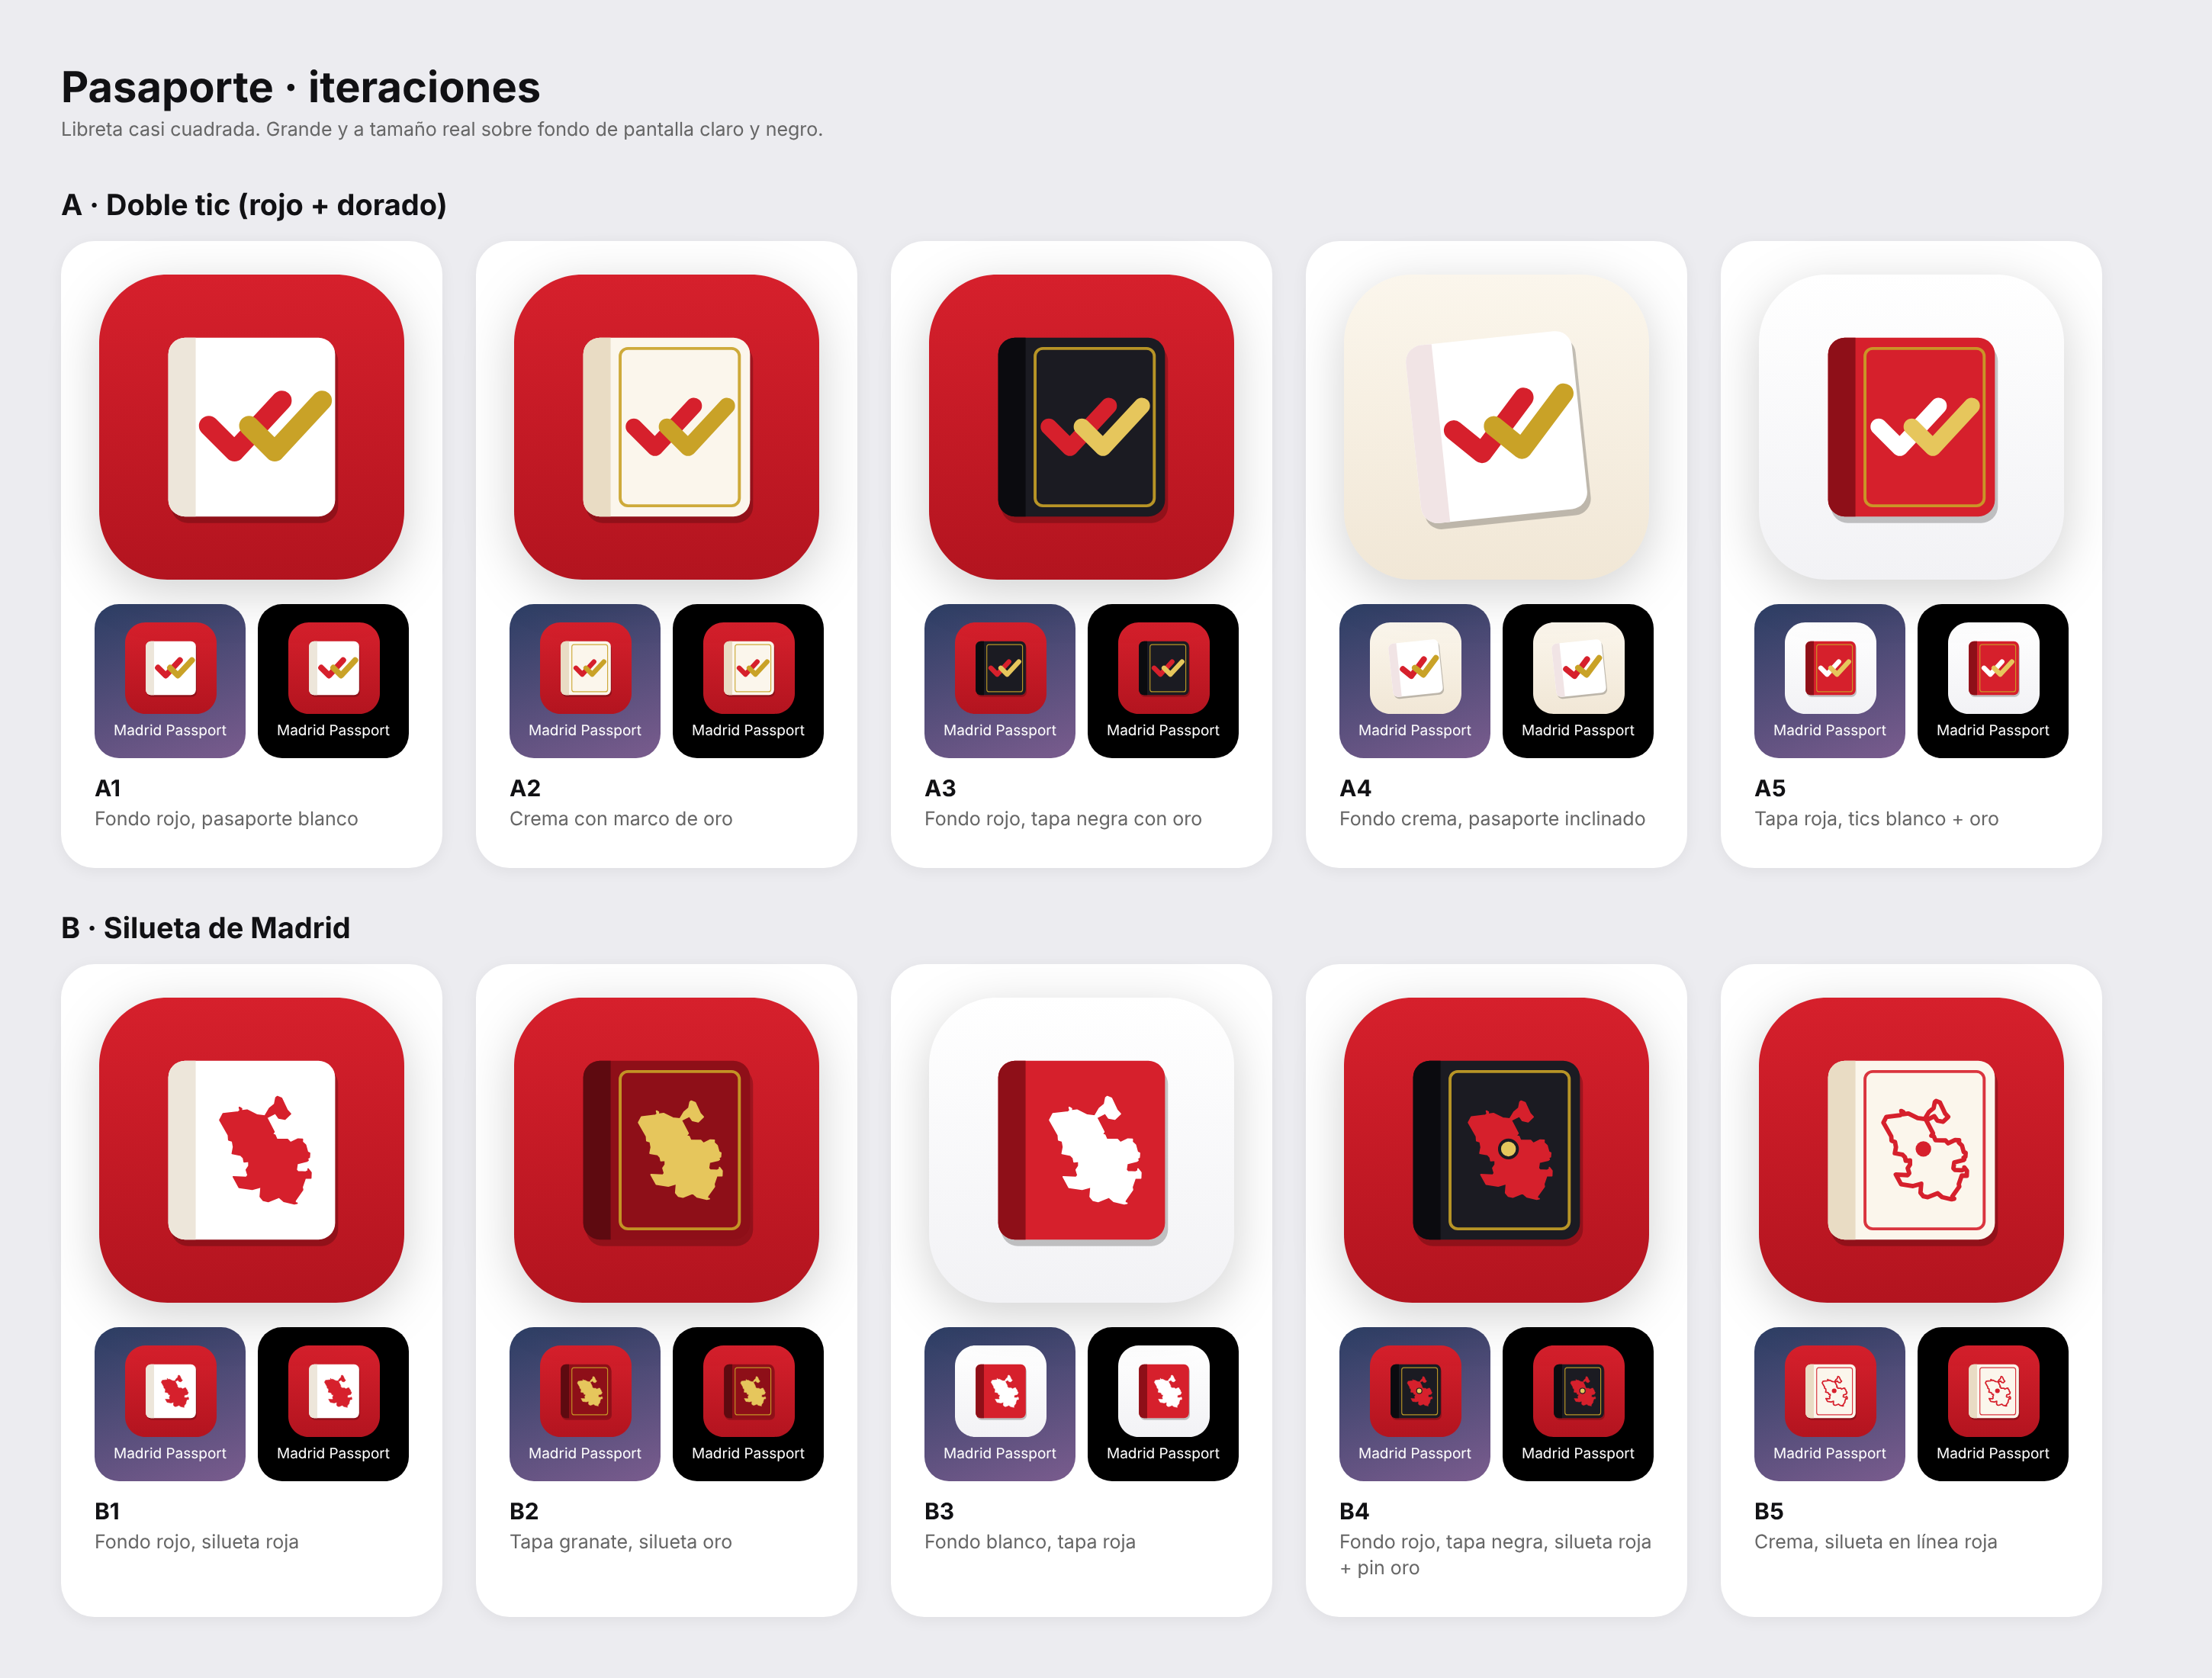 Pasaporte · iteraciones
Libreta casi cuadrada. Grande y a tamaño real sobre fondo de pantalla claro y negro.
A · Doble tic (rojo + dorado)
Madrid Passport
Madrid Passport
Madrid Passport
Madrid Passport
Madrid Passport
Madrid Passport
Madrid Passport
Madrid Passport
Madrid Passport
Madrid Passport
A1
Fondo rojo, pasaporte blanco
A2
Crema con marco de oro
A3
Fondo rojo, tapa negra con oro
A4
Fondo crema, pasaporte inclinado
A5
Tapa roja, tics blanco + oro
B · Silueta de Madrid
Madrid Passport
Madrid Passport
Madrid Passport
Madrid Passport
Madrid Passport
Madrid Passport
Madrid Passport
Madrid Passport
Madrid Passport
Madrid Passport
B1
Fondo rojo, silueta roja
B2
Tapa granate, silueta oro
B3
Fondo blanco, tapa roja
B4
Fondo rojo, tapa negra, silueta roja
+ pin oro
B5
Crema, silueta en línea roja